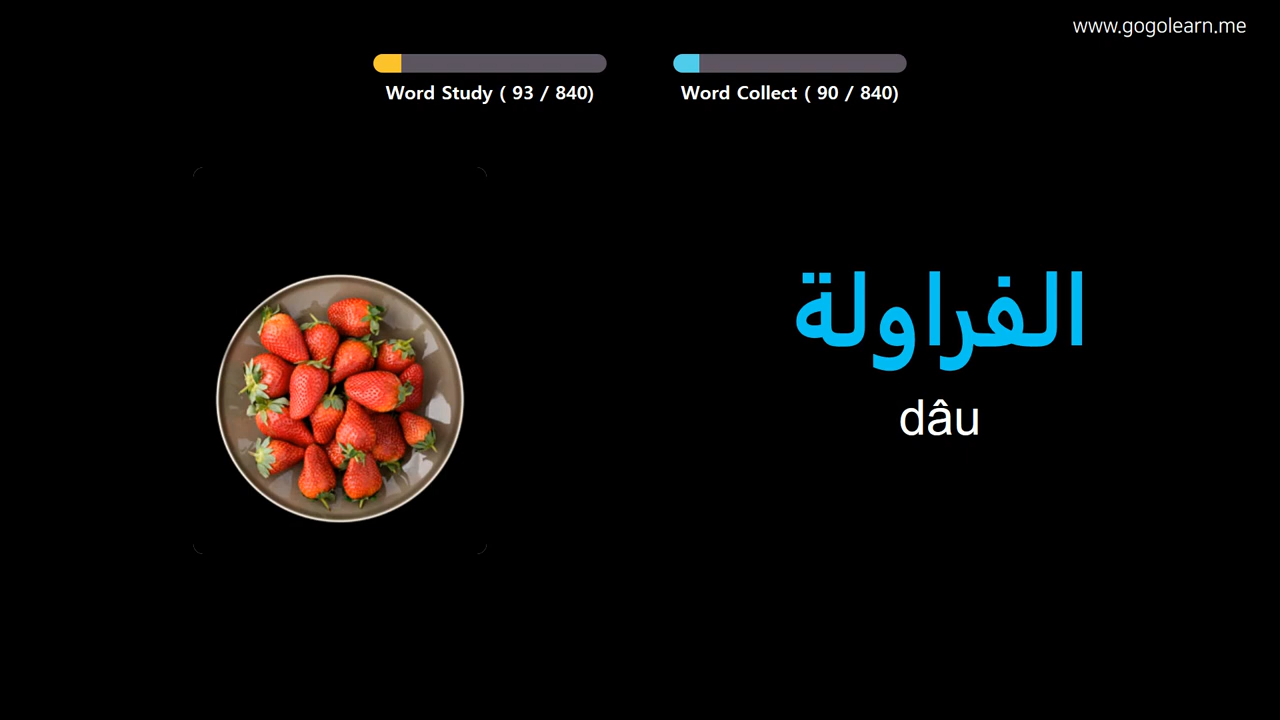 www.gogolearn.me
Word Study ( 93 / 840)
Word Collect ( 90 / 840)
الفراولة
dâu